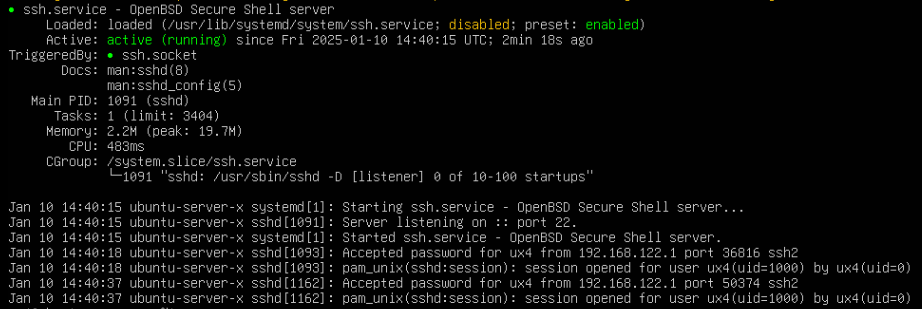 ● ssh.service - OpenBSD Secure Shell server
Loaded: loaded (/usr/lib/systemd/system/ssh.service; disabled; preset: enabled)
Active: active (running) since Fri 2025-01-10 14:40:15 UTC; 2min 18s ago
TriggeredBy: ● ssh.socket
Docs: man:sshd(8)
man:sshd_config(5)
Main PID: 1091 (sshd)
Tasks: 1 (limit: 3404)
Memory: 2.2M (peak: 19.7M)
CPU: 483ms
CGroup: /system.slice/ssh.service
└─1091 "sshd: /usr/sbin/sshd -D [listener] 0 of 10-100 startups"
Jan 10 14:40:15 ubuntu-server-x systemd[1]: Starting ssh.service - OpenBSD Secure Shell server...
Jan 10 14:40:15 ubuntu-server-x sshd[1091]: Server listening on :: port 22.
Jan 10 14:40:15 ubuntu-server-x systemd[1]: Started ssh.service - OpenBSD Secure Shell server.
Jan 10 14:40:18 ubuntu-server-x sshd[1093]: Accepted password for ux4 from 192.168.122.1 port 36816 ssh2
Jan 10 14:40:18 ubuntu-server-x sshd[1093]: pam_unix(sshd:session): session opened for user ux4(uid=1000) by ux4(uid=0)
Jan 10 14:40:37 ubuntu-server-x sshd[1162]: Accepted password for ux4 from 192.168.122.1 port 50374 ssh2
Jan 10 14:40:37 ubuntu-server-x sshd[1162]: pam_unix(sshd:session): session opened for user ux4(uid=1000) by ux4(uid=0)